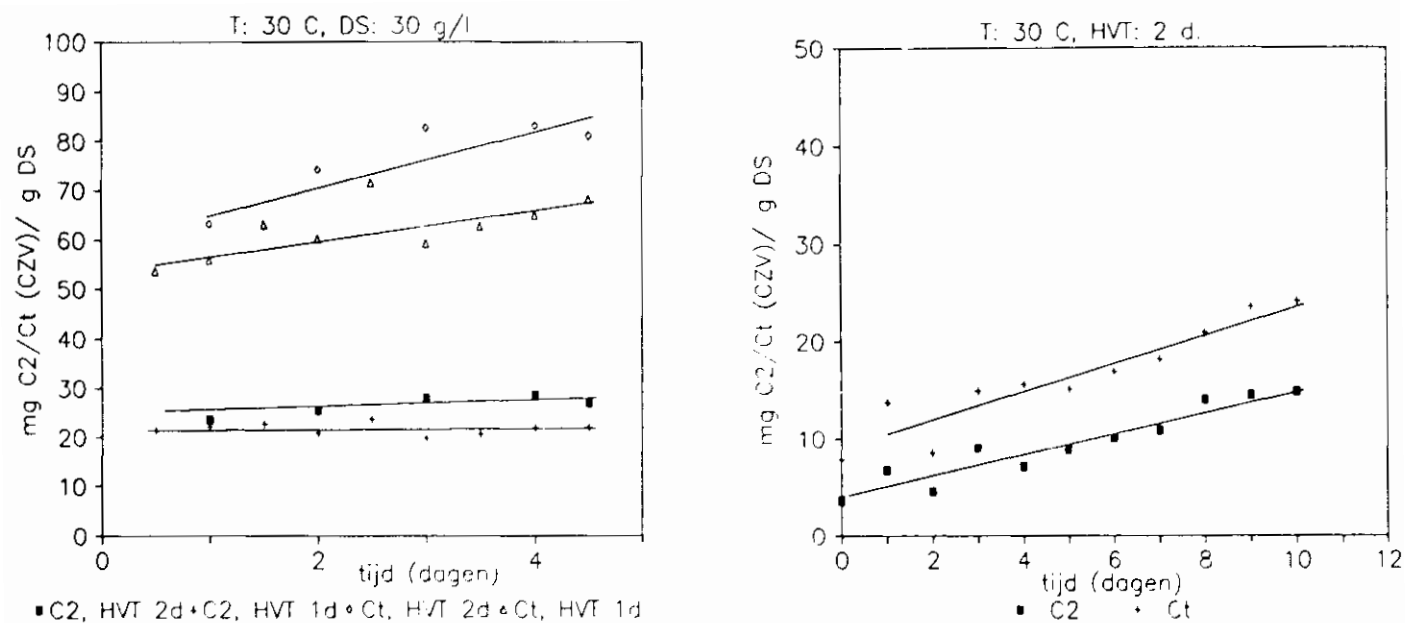 T: 30 C, DS: 30 g/l
100
90
80
70
60
50
40
30
20
10
0
mg C2/Ct (CZV)/ g DS
0 2 4
tijd (dagen)
C2, HVT 2d C2, HVT 1d Ct, HVT 2d Ct, HVT 1d
T: 30 C, HVT: 2 d.
50
40
30
20
10
0
mg C2/Ct (CZV)/ g DS
0 2 4 6 8 10 12
tijd (dagen)
C2 Ct